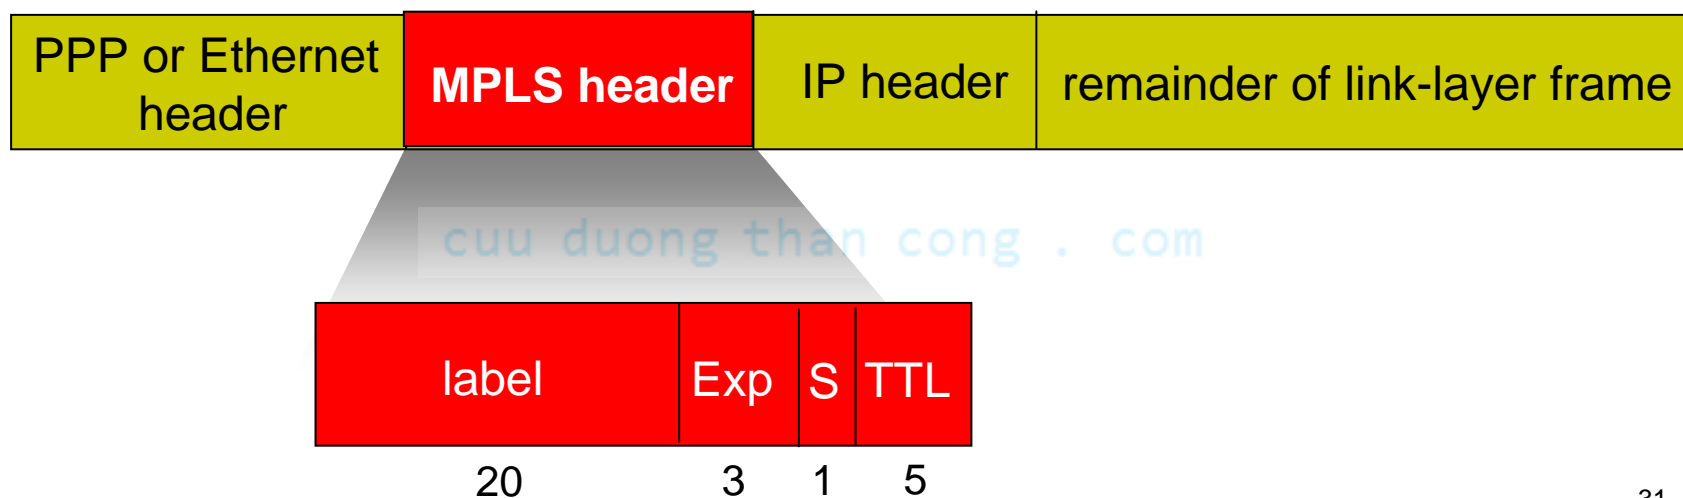 PPP or Ethernet
header
MPLS header
IP header
remainder of link-layer frame
cuu duong than cong . com
label
Exp
S
TTL
20
3
1
5
31